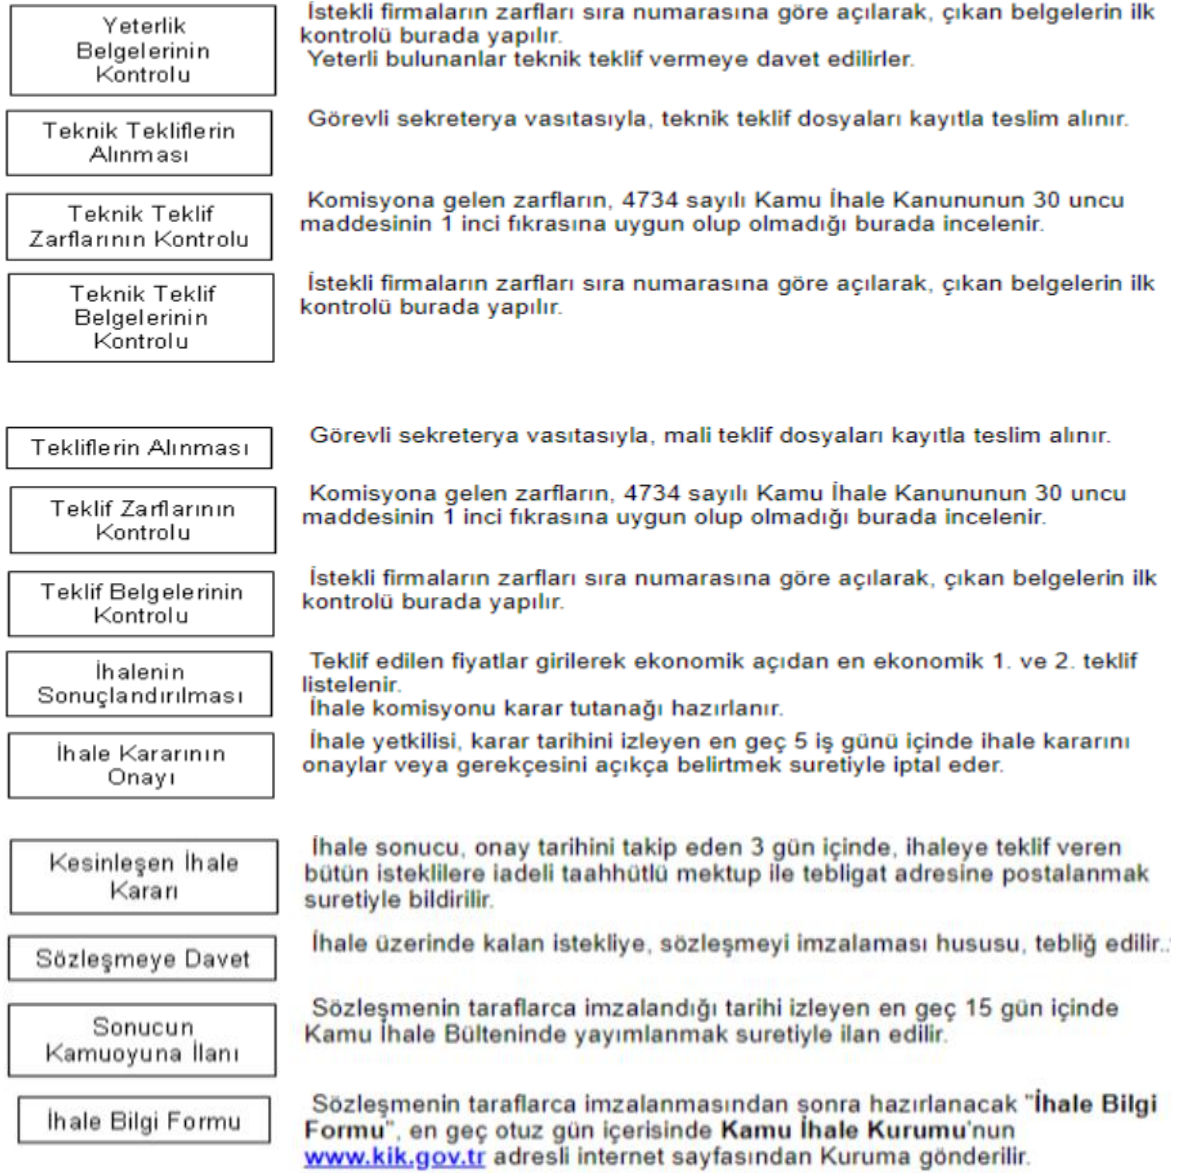 Yeterlik
Belgelerinin
Kontrolu
İstekli firmaların zarfları sıra numarasına göre açılarak, çıkan belgelerin ilk
kontrolü burada yapılır.
Yeterli bulunanlar teknik teklif vermeye davet edilirler.
Teknik Tekliflerin
Alınması
Görevli sekreterya vasıtasıyla, teknik teklif dosyaları kayıtla teslim alınır.
Teknik Teklif
Zarflarının Kontrolu
Komisyona gelen zarfların, 4734 sayılı Kamu İhale Kanununun 30 uncu
maddesinin 1 inci fıkrasına uygun olup olmadığı burada incelenir.
Teknik Teklif
Belgelerinin
Kontrolu
İstekli firmaların zarfları sıra numarasına göre açılarak, çıkan belgelerin ilk
kontrolü burada yapılır.
Tekliflerin Alınması
Görevli sekreterya vasıtasıyla, mali teklif dosyaları kayıtla teslim alınır.
Teklif Zarflarının
Kontrolu
Komisyona gelen zarfların, 4734 sayılı Kamu İhale Kanununun 30 uncu
maddesinin 1 inci fıkrasına uygun olup olmadığı burada incelenir.
Teklif Belgelerinin
Kontrolu
İstekli firmaların zarfları sıra numarasına göre açılarak, çıkan belgelerin ilk
kontrolü burada yapılır.
İhalenin
Sonuçlandırılması
Teklif edilen fiyatlar girilerek ekonomik açıdan en ekonomik 1. ve 2. teklif
listelenir.
İhale komisyonu karar tutanağı hazırlanır.
İhale Kararının
Onayı
İhale yetkilisi, karar tarihini izleyen en geç 5 iş günü içinde ihale kararını
onaylar veya gerekçesini açıkça belirtmek suretiyle iptal eder.
Kesinleşen İhale
Kararı
İhale sonucu, onay tarihini takip eden 3 gün içinde, ihaleye teklif veren
bütün isteklilere iadeli taahhütlü mektup ile tebligat adresine postalanmak
suretiyle bildirilir.
Sözleşmeye Davet
İhale üzerinde kalan istekliye, sözleşmeyi imzalaması hususu, tebliğ edilir..
Sonucun
Kamuoyuna İlanı
Sözleşmenin taraflarca imzalandığı tarihi izleyen en geç 15 gün içinde
Kamu İhale Bülteninde yayımlanmak suretiyle ilan edilir.
İhale Bilgi Formu
Sözleşmenin taraflarca imzalanmasından sonra hazırlanacak "İhale Bilgi
Formu", en geç otuz gün içerisinde Kamu İhale Kurumu'nun
www.kik.gov.tr adresli internet sayfasından Kuruma gönderilir.